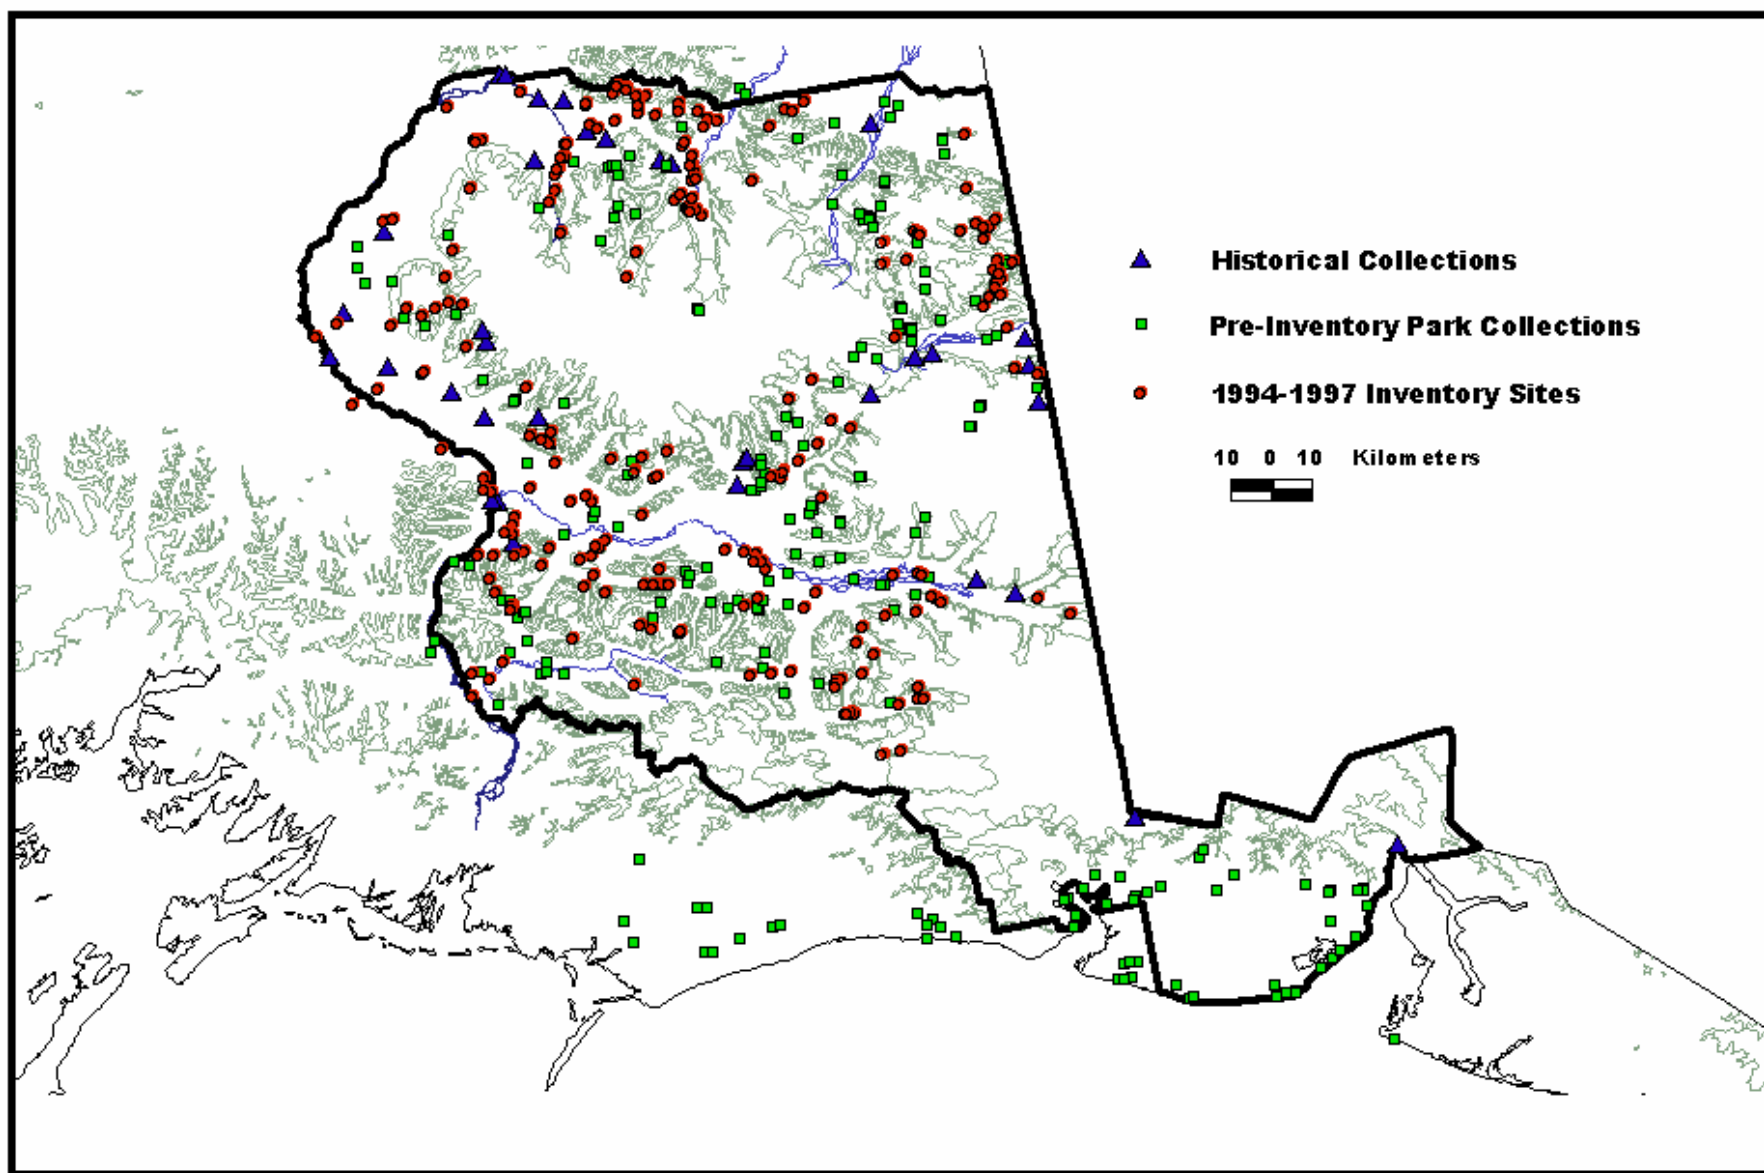 Historical Collections
Pre-Inventory Park Collections
1994-1997 Inventory Sites
10 0 10 Kilometers